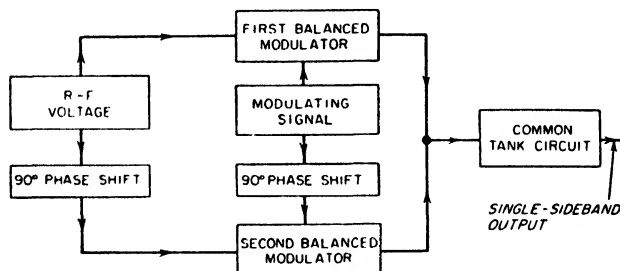 FIRST BALANCED
MODULATOR
R-F
VOLTAGE
MODULATING
SIGNAL
COMMON
TANK CIRCUIT
90° PHASE SHIFT
90° PHASE SHIFT
SINGLE-SIDEBAND
OUTPUT
SECOND BALANCED
MODULATOR